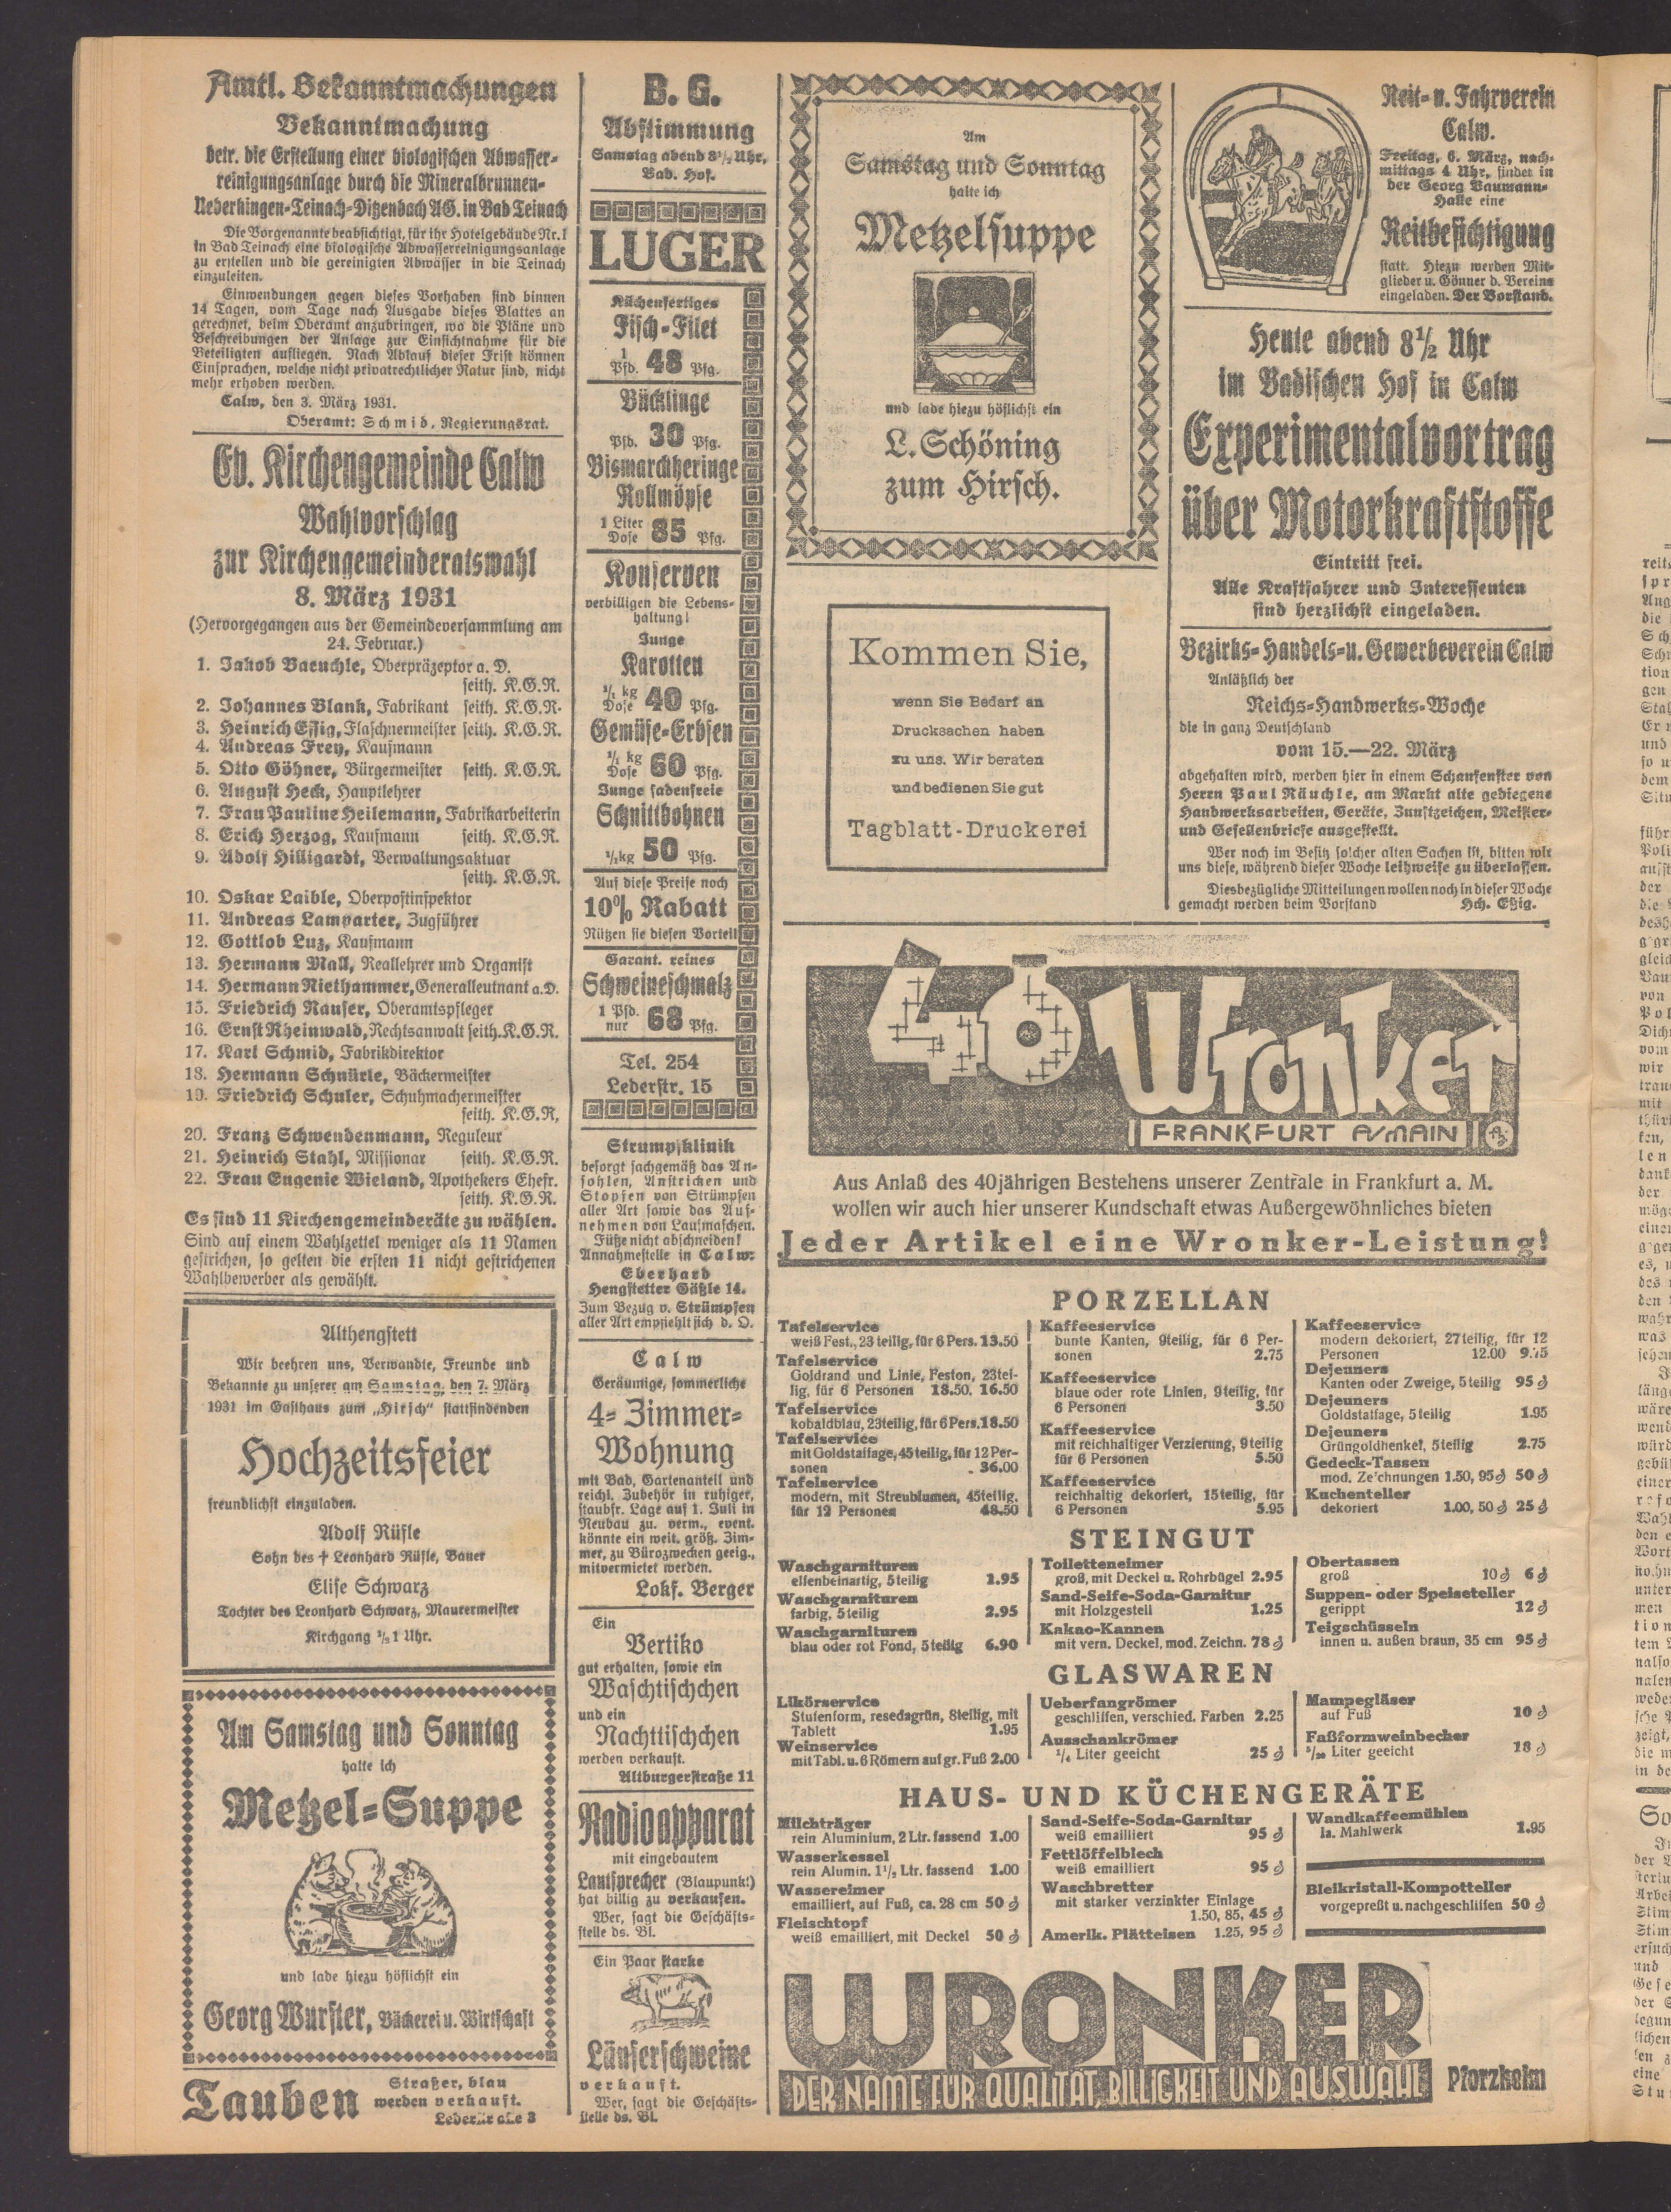 Amtl. Bekanntmachungen
Bekanntmachung
betr. die Erstellung einer biologischen Abwasser-
reinigungsanlage durch die Mineralbrunnen-
Ueberkingen-Teinach-Ditzenbach AG. in Bad Teinach
Die Vorgenannte beabsichtigt, für ihr Hotelgebäude Nr. 1
in Bad Teinach eine biologische Abwasserreinigungsanlage
zu erstellen und die gereinigten Abwässer in die Teinach
einzuleiten.
Einwendungen gegen dieses Vorhaben sind binnen
14 Tagen, vom Tage nach Ausgabe dieses Blattes an
gerechnet, beim Oberamt anzubringen, wo die Pläne und
Beschreibungen der Anlage zur Einsichtnahme für die
Beteiligten aufliegen. Nach Ablauf dieser Frist können
Einsprachen, welche nicht privatrechtlicher Natur sind, nicht
mehr erhoben werden.
Calw, den 3. März 1931.
Oberamt: Schmid, Regierungsrat.
Ev. Kirchengemeinde Calw
Wahlvorschlag
zur Kirchengemeinderatswahl
8. März 1931
(Hervorgegangen aus der Gemeindeversammlung am
24. Februar.)
1. Jakob Baeuchle, Oberpräzeptor a. D.
seith. K.G.R.
2. Johannes Blank, Fabrikant seith. K.G.R.
3. Heinrich Essig, Flaschnermeister seith. K.G.R.
4. Andreas Frey, Kaufmann
5. Otto Göhner, Bürgermeister seith. K.G.R.
6. August Heck, Hauptlehrer
7. Frau Pauline Heilemann, Fabrikarbeiterin
8. Erich Herzog, Kaufmann seith. K.G.R.
9. Adolf Hilligardt, Verwaltungsaktuar
seith. K.G.R.
10. Oskar Laible, Oberpostinspektor
11. Andreas Lamparter, Zugführer
12. Gottlob Luz, Kaufmann
13. Hermann Mall, Reallehrer und Organist
14. Hermann Niethammer, Generalleutnant a.D.
15. Friedrich Rauser, Oberamtspfleger
16. Ernst Rheinwald, Rechtsanwalt seith. K.G.R.
17. Karl Schmid, Fabrikdirektor
18. Hermann Schnürle, Bäckermeister
19. Friedrich Schuler, Schuhmachermeister
seith. K.G.R,
20. Franz Schwendenmann, Reguleur
21. Heinrich Stahl, Missionar seith. K.G.R.
22. Frau Eugenie Wieland, Apothekers Ehefr.
seith. K.G.R.
Es sind 11 Kirchengemeinderäte zu wählen.
Sind auf einem Wahlzettel weniger als 11 Namen
gestrichen, so gelten die ersten 11 nicht gestrichenen
Wahlbewerber als gewählt.
Althengstett
Wir beehren uns, Verwandte, Freunde und
Bekannte zu unserer am Samstag, den 7. März
1931 im Gasthaus zum „Hirsch“ stattfindenden
Hochzeitsfeier
freundlichst einzuladen.
Adolf Rüfle
Sohn des † Leonhard Rüfle, Bauer
Elise Schwarz
Tochter des Leonhard Schwarz, Maurermeister
Kirchgang ½1 Uhr.
Am Samstag und Sonntag
halte ich
Metzel-Suppe
und lade hiezu höflichst ein
Georg Wurster, Bäckerei u. Wirtschaft
Tauben
Straßer, blau
werden verkauft.
Lederstraße 3
B. G.
Abstimmung
Samstag abend 8½ Uhr,
Bad. Hof.
LUGER
Küchenfertiges
Fisch-Filet
1 Pfd. 48 Pfg.
Bücklinge
Pfd. 30 Pfg.
Bismarckheringe
Rollmöpse
1 Liter Dose 85 Pfg.
Konserven
verbilligen die Lebens-
haltung!
Junge
Karotten
1/1 kg Dose 40 Pfg.
Gemüse-Erbsen
1/1 kg Dose 60 Pfg.
Junge fadenfreie
Schnittbohnen
1/1 kg 50 Pfg.
Auf diese Preise noch
10% Rabatt
Nützen sie diesen Vorteil
Garant. reines
Schweineschmalz
1 Pfd. nur 68 Pfg.
Tel. 254
Lederstr. 15
Strumpfklinik
besorgt sachgemäß das An-
sohlen, Anstricken und
Stopfen von Strümpfen
aller Art sowie das Auf-
nehmen von Laufmaschen.
Füße nicht abschneiden!
Annahmestelle in Calw:
Eberhard
Hengstetter Gäßle 14.
Zum Bezug v. Strümpfen
aller Art empfiehlt sich d. O.
Calw
Geräumige, sommerliche
4-Zimmer-
Wohnung
mit Bad, Gartenanteil und
reichl. Zubehör in ruhiger,
staubfr. Lage auf 1. Juli in
Neubau zu verm., event.
könnte ein weit. größ. Zim-
mer, zu Bürozwecken geeig.,
mitvermietet werden.
Lokf. Berger
Ein
Vertiko
gut erhalten, sowie ein
Waschtischchen
und ein
Nachttischchen
werden verkauft.
Altburgerstraße 11
Radioapparat
mit eingebautem
Lautsprecher (Blaupunkt)
hat billig zu verkaufen.
Wer, sagt die Geschäfts-
stelle ds. Bl.
Ein Paar starke
Läuferschweine
verkauft.
Wer, sagt die Geschäfts-
stelle ds. Bl.
Am
Samstag und Sonntag
halte ich
Metzelsuppe
und lade hiezu höflichst ein
L. Schöning
zum Hirsch.
Kommen Sie,
wenn Sie Bedarf an
Drucksachen haben
zu uns. Wir beraten
und bedienen Sie gut
Tagblatt-Druckerei
Reit- u. Fahrverein
Calw.
Freitag, 6. März, nach-
mittags 4 Uhr, findet in
der Georg Baumann-
Halle eine
Reitbesichtigung
statt. Hiezu werden Mit-
glieder u. Gönner d. Vereins
eingeladen. Der Vorstand.
Heute abend 8½ Uhr
im Badischen Hof in Calw
Experimentalvortrag
über Motorkraftstoffe
Eintritt frei.
Alle Kraftfahrer und Interessenten
sind herzlichst eingeladen.
Bezirks-Handels- u. Gewerbeverein Calw
Anläßlich der
Reichs-Handwerks-Woche
die in ganz Deutschland
vom 15.—22. März
abgehalten wird, werden hier in einem Schaufenster von
Herrn Paul Räuchle, am Markt alte gediegene
Handwerksarbeiten, Geräte, Zunftzeichen, Meister-
und Gesellenbriefe ausgestellt.
Wer noch im Besitz solcher alten Sachen ist, bitten wir
uns diese, während dieser Woche leihweise zu überlassen.
Diesbezügliche Mitteilungen wollen noch in dieser Woche
gemacht werden beim Vorstand Hch. Essig.
40 Wronker
FRANKFURT A/MAIN
Aus Anlaß des 40jährigen Bestehens unserer Zentrale in Frankfurt a. M.
wollen wir auch hier unserer Kundschaft etwas Außergewöhnliches bieten
Jeder Artikel eine Wronker-Leistung!
PORZELLAN
Tafelservice
weiß Fest., 23 teilig, für 6 Pers. 13.50
Tafelservice
Goldrand und Linie, Feston, 23tei-
lig, für 6 Personen 18.50, 16.50
Tafelservice
kobaldblau, 23teilig, für 6 Pers. 18.50
Tafelservice
mit Goldstaffage, 45 teilig, für 12 Per-
sonen 36.00
Tafelservice
modern, mit Streublumen, 45teilig,
für 12 Personen 48.50
Kaffeeservice
bunte Kanten, 9teilig, für 6 Per-
sonen 2.75
Kaffeeservice
blaue oder rote Linien, 9teilig, für
6 Personen 3.50
Kaffeeservice
mit reichhaltiger Verzierung, 9teilig
für 6 Personen 5.50
Kaffeeservice
reichhaltig dekoriert, 15teilig, für
6 Personen 5.95
Kaffeeservice
modern dekoriert, 27teilig, für 12
Personen 12.00 9.75
Dejeuners
Kanten oder Zweige, 5teilig 95 ₰
Dejeuners
Goldstaffage, 5teilig 1.95
Dejeuners
Grüngoldhenkel, 5teilig 2.75
Gedeck-Tassen
mod. Zeichnungen 1.50, 95 ₰ 50 ₰
Kuchenteller
dekoriert 1.00, 50 ₰ 25 ₰
STEINGUT
Waschgarnituren
elfenbeinartig, 5teilig 1.95
Waschgarnituren
farbig, 5teilig 2.95
Waschgarnituren
blau oder rot Fond, 5teilig 6.90
Toiletteneimer
groß, mit Deckel u. Rohrbügel 2.95
Sand-Seife-Soda-Garnitur
mit Holzgestell 1.25
Kakao-Kannen
mit vern. Deckel, mod. Zeichn. 78 ₰
Obertassen
groß 10 ₰ 6 ₰
Suppen- oder Speiseteller
gerippt 12 ₰
Teigschüsseln
innen u. außen braun, 35 cm 95 ₰
GLASWAREN
Likörservice
Stufenform, resedagrün, 8teilig, mit
Tablett 1.95
Weinservice
mit Tabl. u. 6 Römern auf gr. Fuß 2.00
Ueberfangrömer
geschliffen, verschied. Farben 2.25
Ausschankrömer
¼ Liter geeicht 25 ₰
Mampegläser
auf Fuß 10 ₰
Faßformweinbecher
⁵/₂₀ Liter geeicht 18 ₰
HAUS- UND KÜCHENGERÄTE
Milchträger
rein Aluminium, 2 Ltr. fassend 1.00
Wasserkessel
rein Alumin. 1½ Ltr. fassend 1.00
Wassereimer
emailliert, auf Fuß, ca. 28 cm 50 ₰
Fleischtopf
weiß emailliert, mit Deckel 50 ₰
Sand-Seife-Soda-Garnitur
weiß emailliert 95 ₰
Fettlöffelblech
weiß emailliert 95 ₰
Waschbretter
mit starker verzinkter Einlage
1.50, 85, 45 ₰
Amerik. Plätteisen 1.25, 95 ₰
Wandkaffeemühlen
Ia. Mahlwerk 1.95
Bleikristall-Kompotteller
vorgepreßt u. nachgeschliffen 50 ₰
WRONKER
DER NAME FÜR QUALITÄT, BILLIGKEIT UND AUSWAHL
Pforzheim